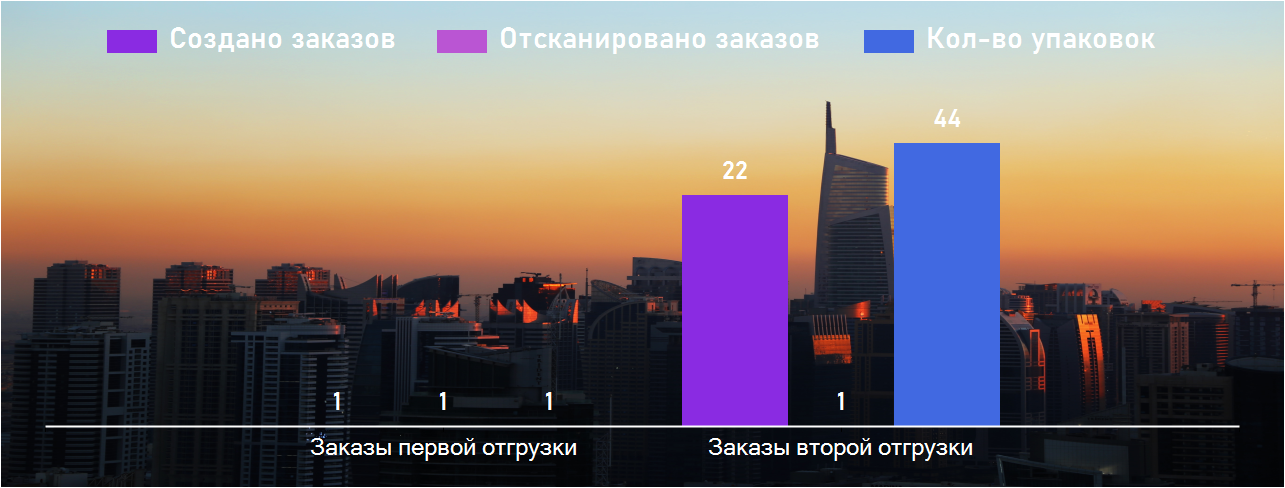 Создано заказов Отсканировано заказов Кол-во упаковок
44
22
1 1 1 1
Заказы первой отгрузки Заказы второй отгрузки